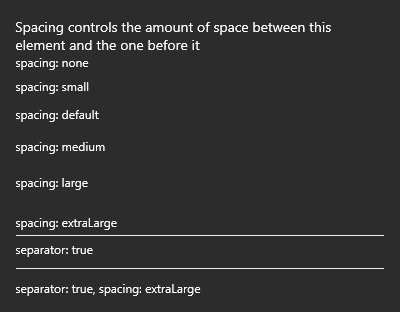 Spacing controls the amount of space between this
element and the one before it
spacing: none
spacing: small
spacing: default
spacing: medium
spacing: large
spacing: extraLarge
separator: true
separator: true, spacing: extraLarge